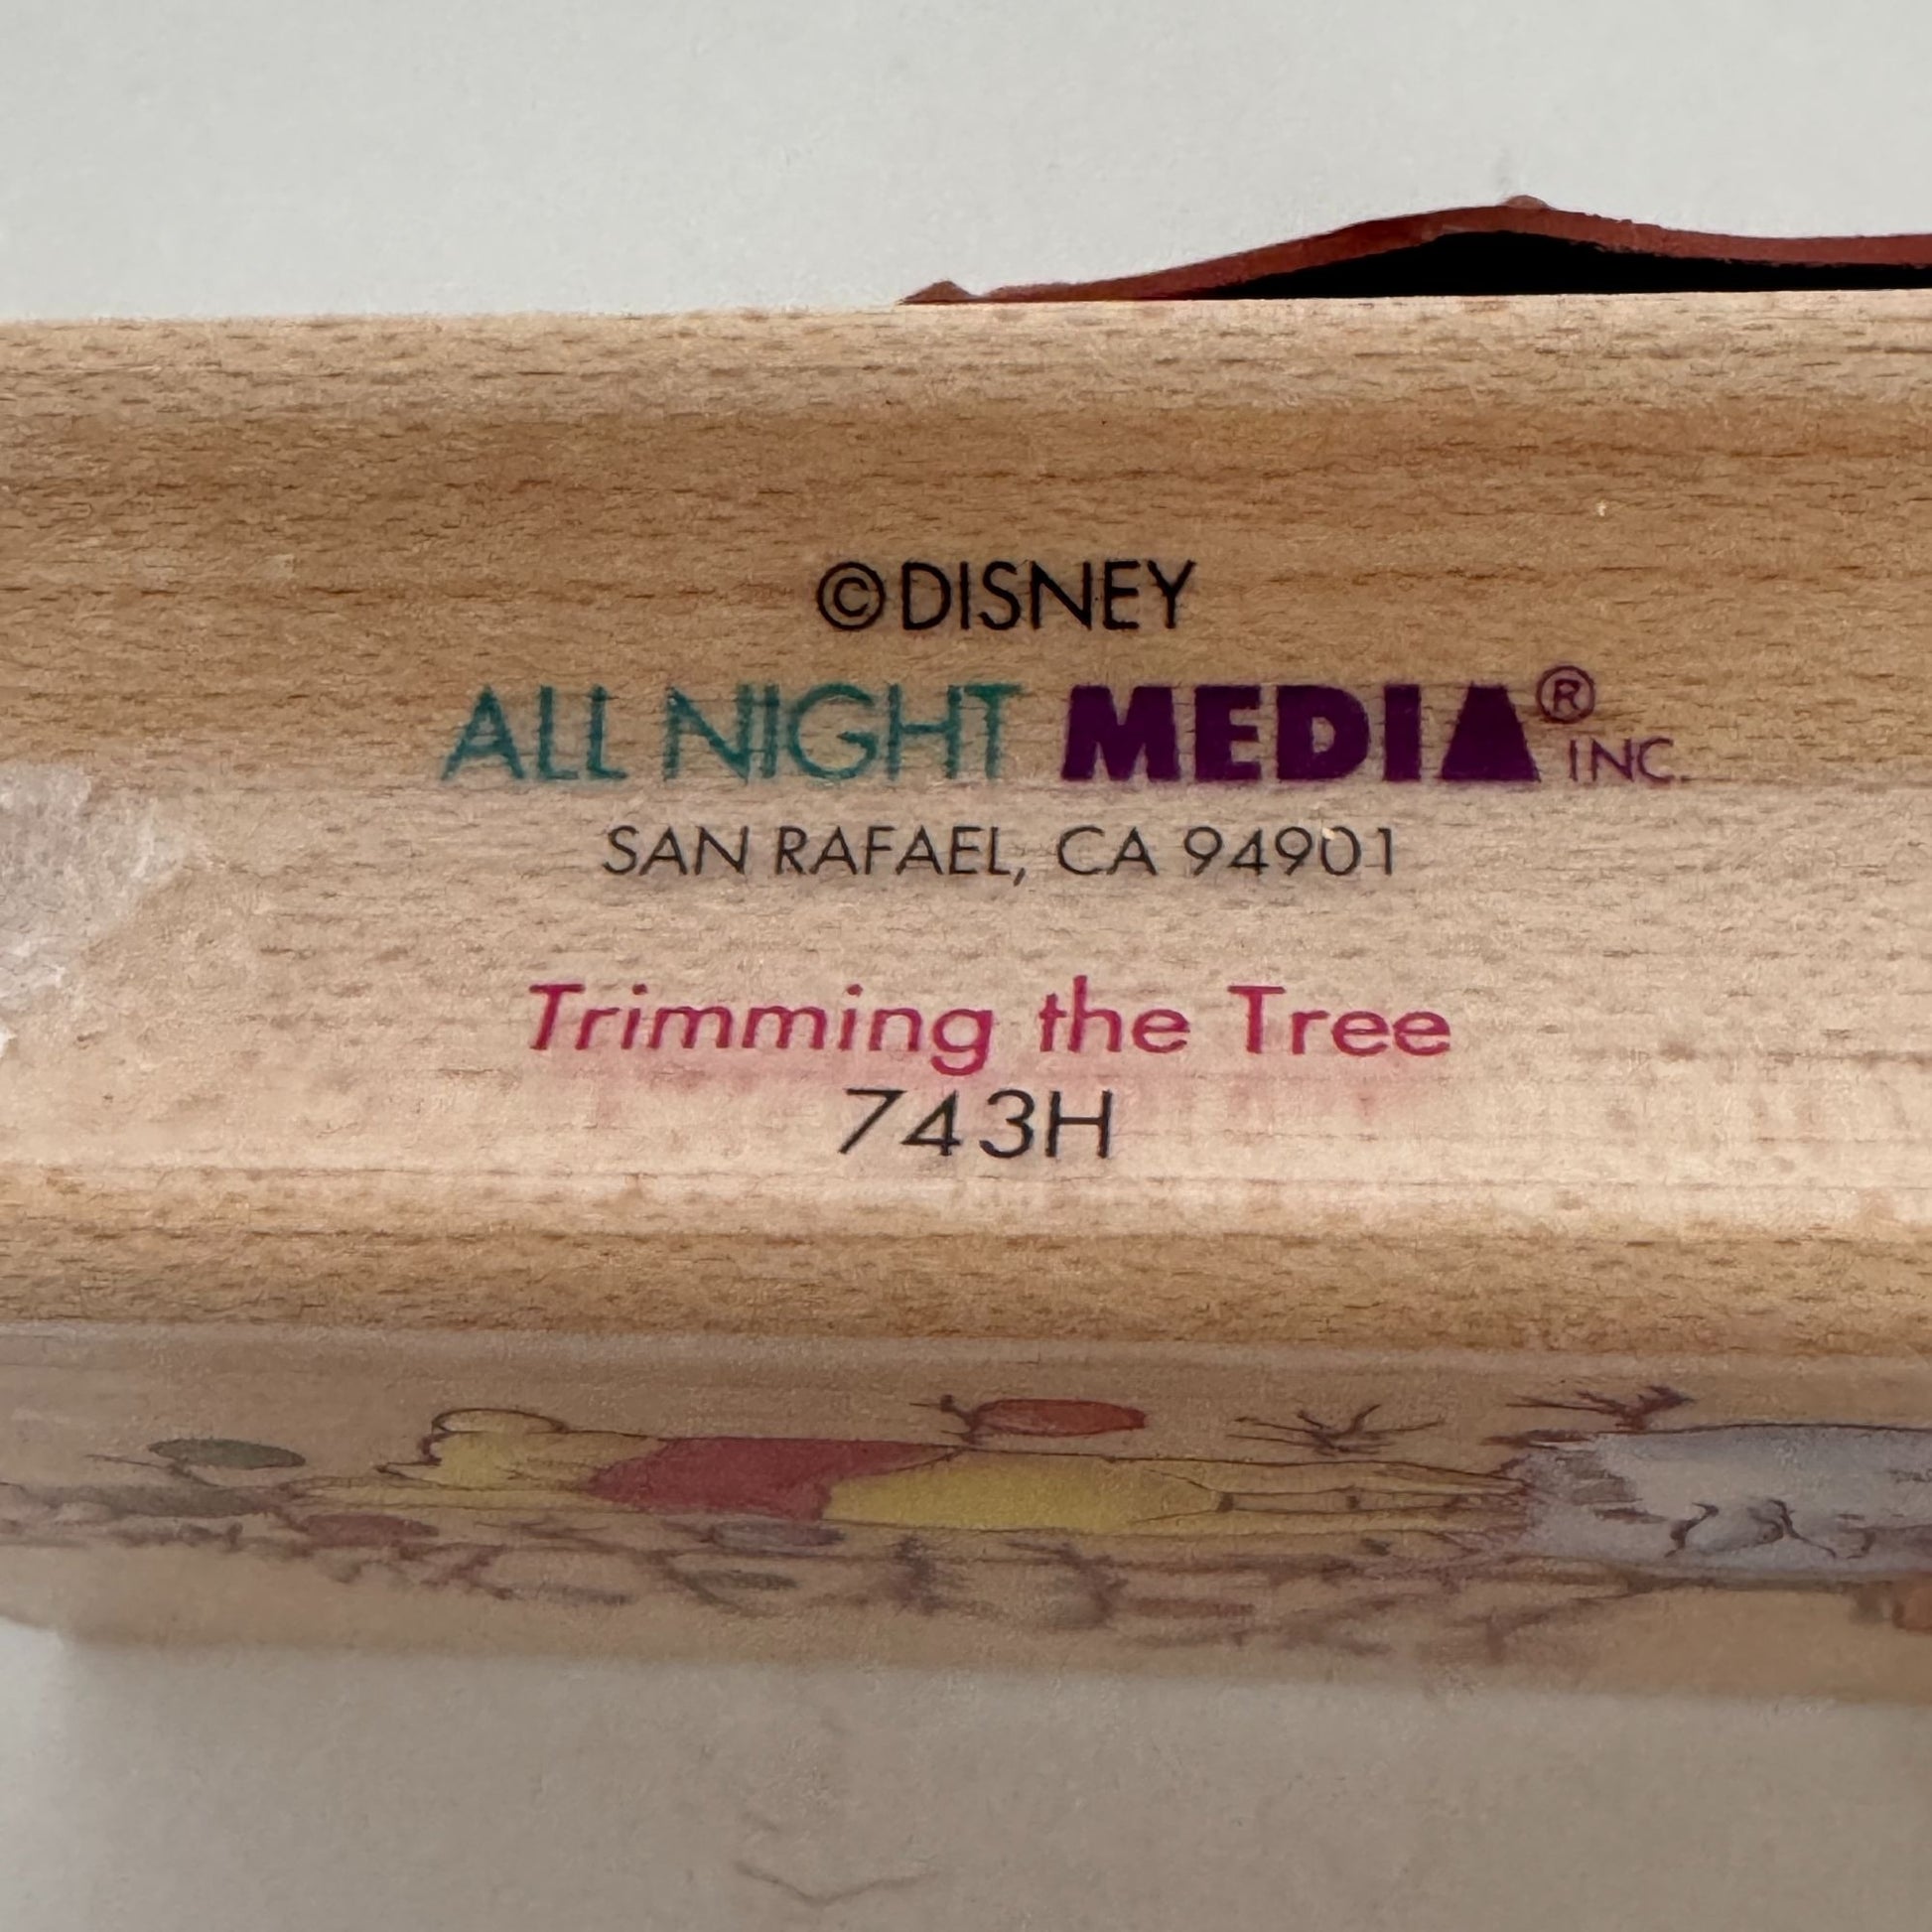 ©DISNEY
ALL NIGHT MEDIA® INC.
SAN RAFAEL, CA 94901
Trimming the Tree
743H